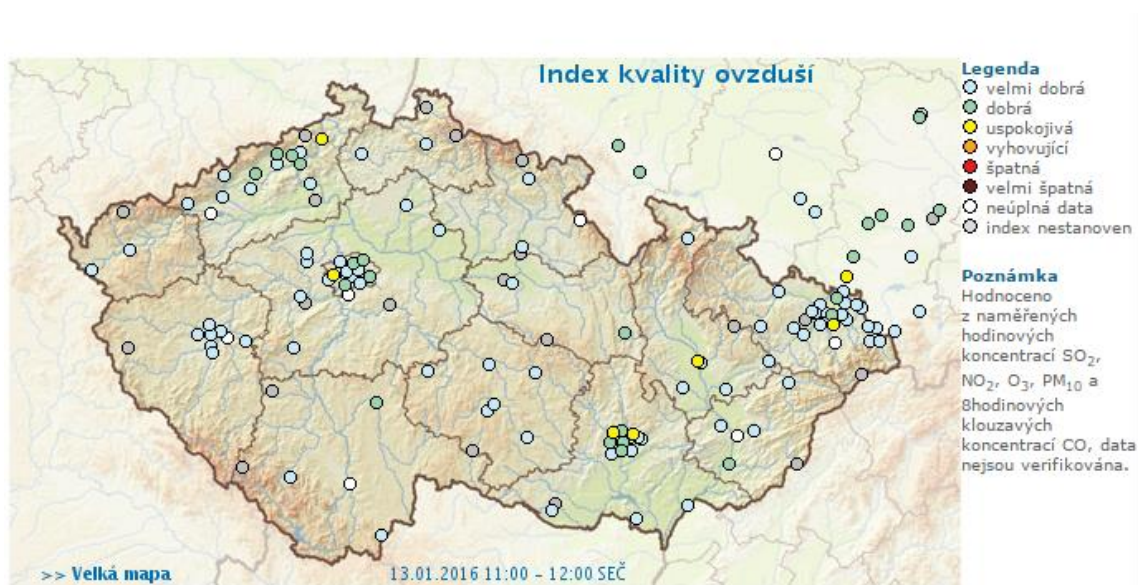 Index kvality ovzduší
Legenda
velmi dobrá
dobrá
uspokojivá
vyhovující
špatná
velmi špatná
neúplná data
index nestanoven
Poznámka
Hodnoceno
z naměřených
hodinových
koncentrací SO₂,
NO₂, O₃, PM₁₀ a
8hodinových
klouzavých
koncentrací CO, data
nejsou verifikována.
>> Velká mapa
13.01.2016 11:00 – 12:00 SEČ